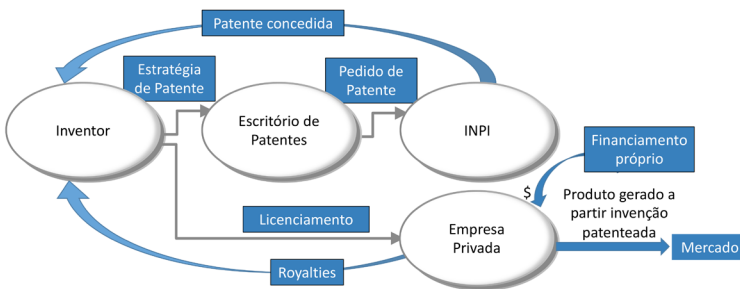 Patente concedida
Estratégia
de Patente
Pedido de
Patente
Inventor
Escritório de
Patentes
INPI
Financiamento
próprio
$
Produto gerado a
partir invenção
patenteada
Licenciamento
Empresa
Privada
Mercado
Royalties